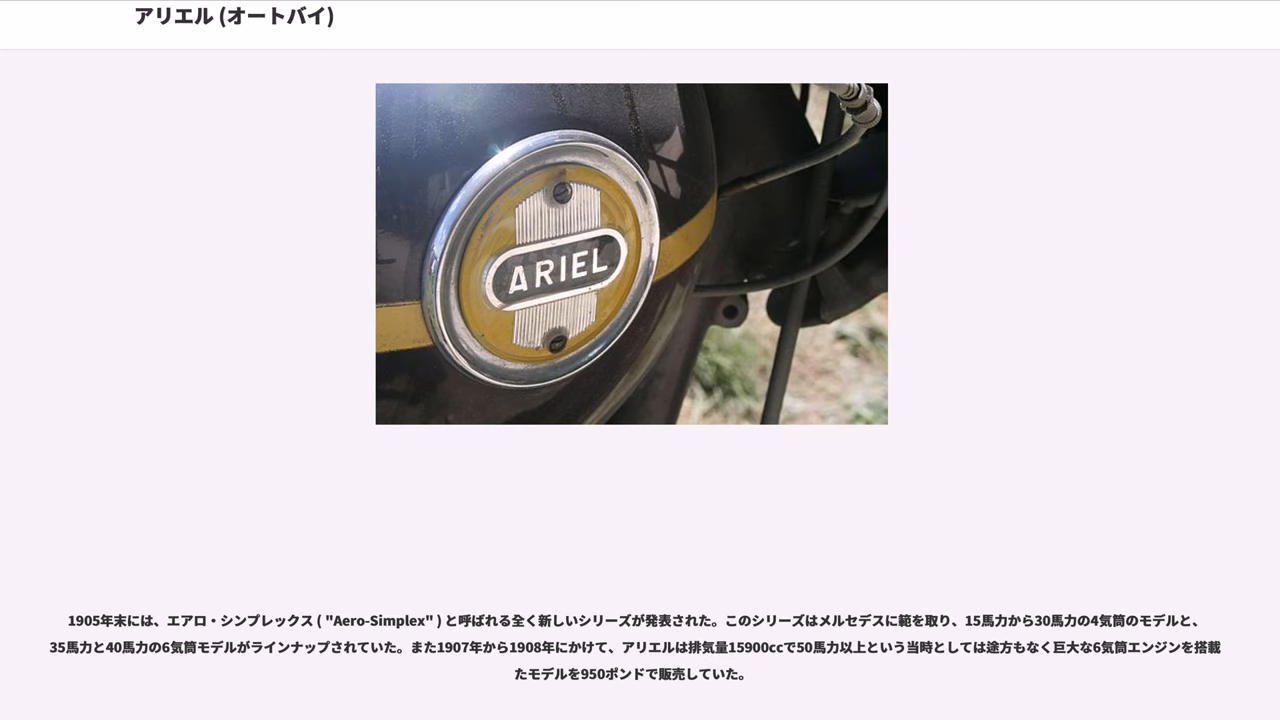 アリエル (オートバイ)
ARIEL
1905年末には、エアロ・シンプレックス ( "Aero-Simplex" ) と呼ばれる全く新しいシリーズが発表された。このシリーズはメルセデスに範を取り、15馬力から30馬力の4気筒のモデルと、
35馬力と40馬力の6気筒モデルがラインナップされていた。また1907年から1908年にかけて、アリエルは排気量15900ccで50馬力以上という当時としては途方もなく巨大な6気筒エンジンを搭載
たモデルを950ポンドで販売していた。